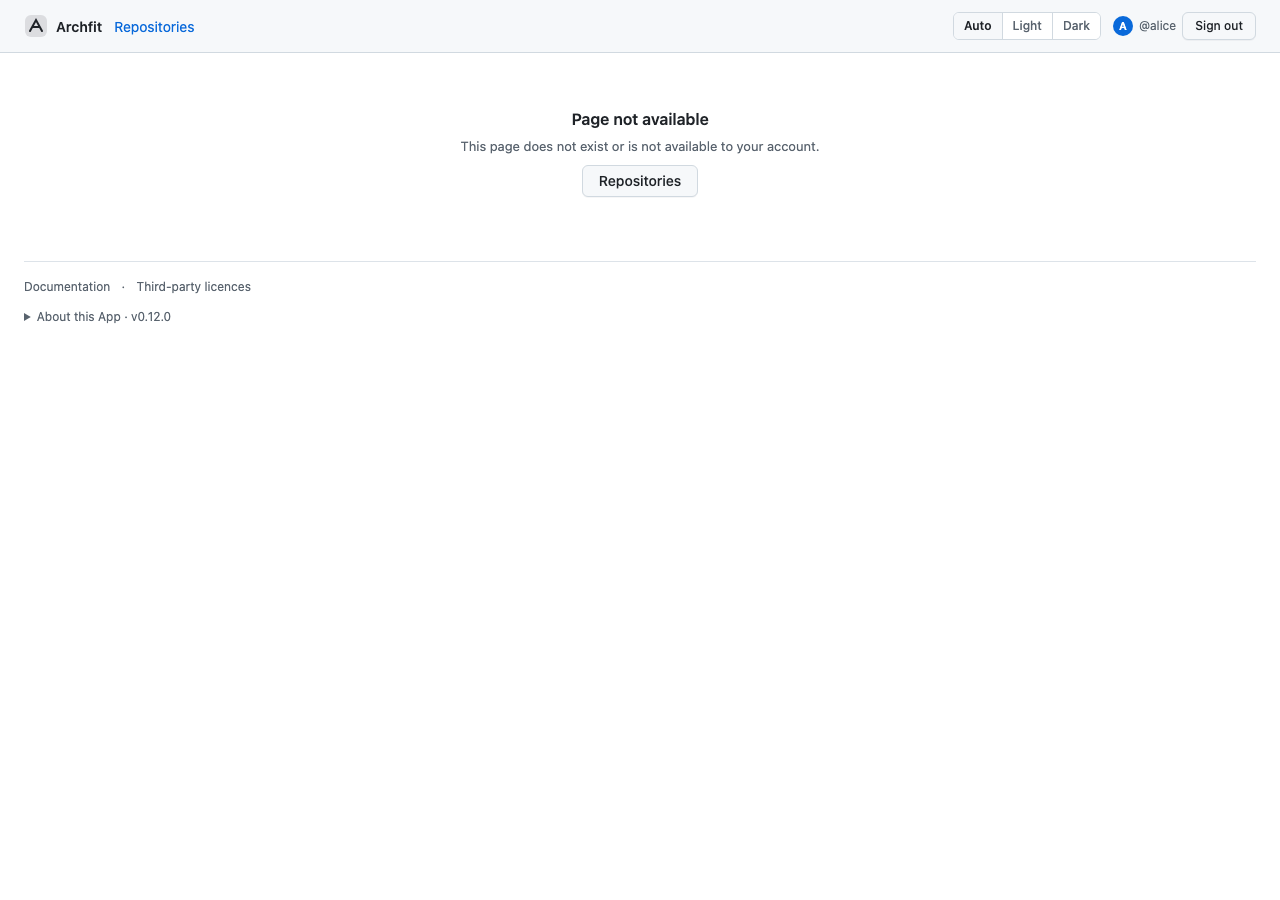 Archfit Repositories Auto Light Dark A @alice Sign out
Page not available
This page does not exist or is not available to your account.
Repositories
Documentation · Third-party licences
About this App · v0.12.0